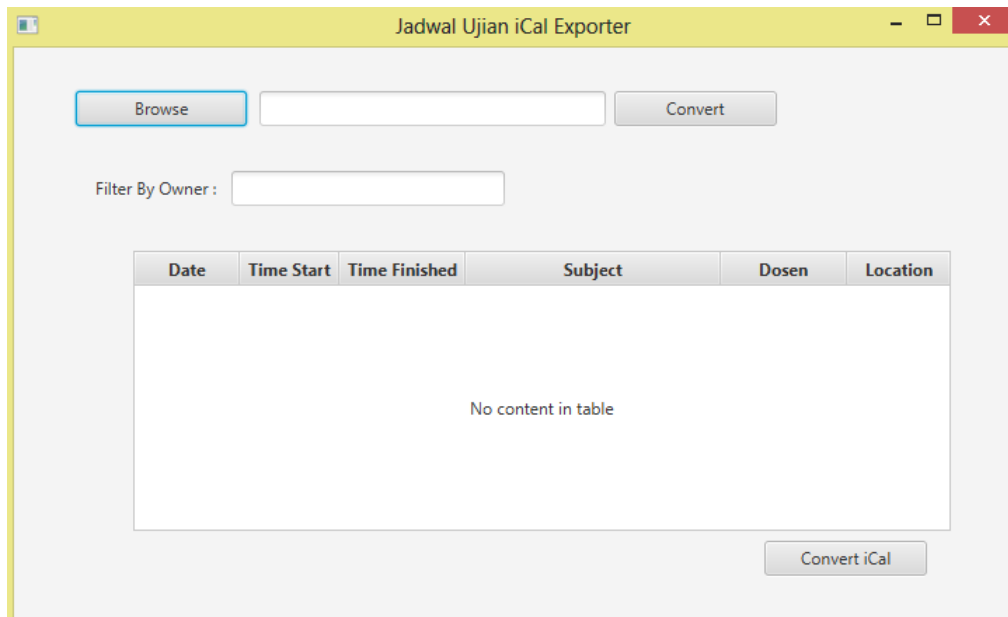 Jadwal Ujian iCal Exporter
Browse
Convert
Filter By Owner :
Date Time Start Time Finished Subject Dosen Location
No content in table
Convert iCal